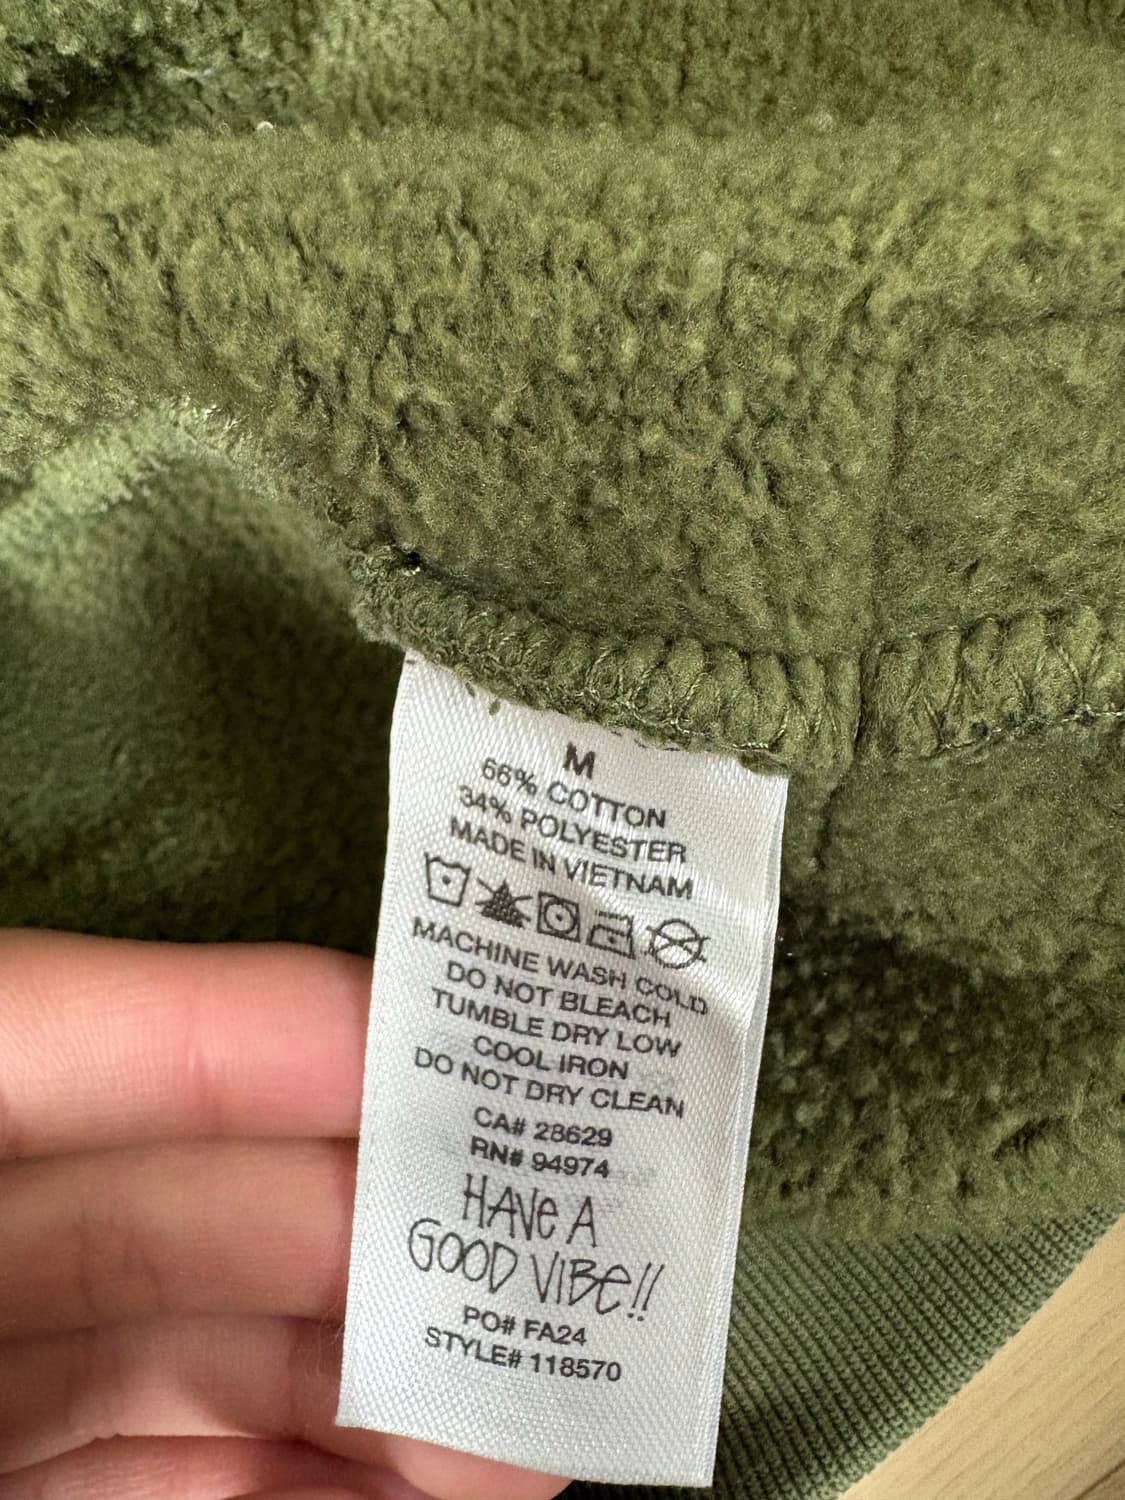 M
66% COTTON
34% POLYESTER
MADE IN VIETNAM
MACHINE WASH COLD
DO NOT BLEACH
TUMBLE DRY LOW
COOL IRON
DO NOT DRY CLEAN
CA# 28629
RN# 94974
HAVe A
GOOD VIBe!!
PO# FA24
STYLE# 118570